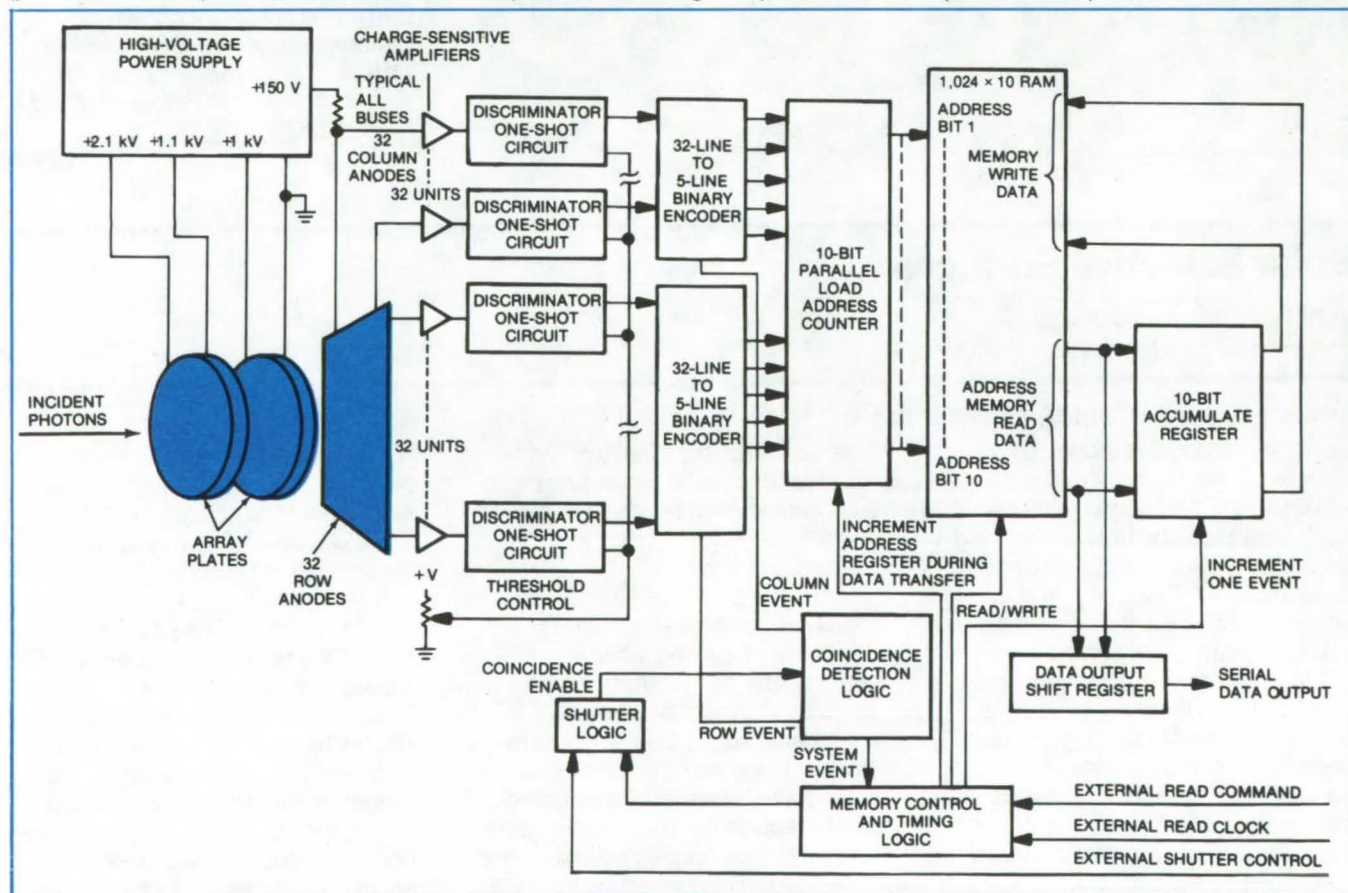 HIGH-VOLTAGE
POWER SUPPLY
+150 V
+2.1 kV
+1.1 kV
+1 kV
CHARGE-SENSITIVE
AMPLIFIERS
TYPICAL
ALL
BUSES
32
COLUMN
ANODES
32 UNITS
DISCRIMINATOR
ONE-SHOT
CIRCUIT
DISCRIMINATOR
ONE-SHOT
CIRCUIT
DISCRIMINATOR
ONE-SHOT
CIRCUIT
DISCRIMINATOR
ONE-SHOT
CIRCUIT
32 UNITS
32-LINE
TO
5-LINE
BINARY
ENCODER
32-LINE
TO
5-LINE
BINARY
ENCODER
10-BIT
PARALLEL
LOAD
ADDRESS
COUNTER
1,024 × 10 RAM
ADDRESS
BIT 1
MEMORY
WRITE
DATA
ADDRESS
MEMORY
READ
DATA
ADDRESS
BIT 10
10-BIT
ACCUMULATE
REGISTER
INCIDENT
PHOTONS
ARRAY
PLATES
32
ROW
ANODES
+ V
THRESHOLD
CONTROL
COLUMN
EVENT
INCREMENT
ADDRESS
REGISTER DURING
DATA TRANSFER
READ/WRITE
INCREMENT
ONE EVENT
COINCIDENCE
ENABLE
SHUTTER
LOGIC
COINCIDENCE
DETECTION
LOGIC
ROW EVENT
SYSTEM
EVENT
DATA OUTPUT
SHIFT REGISTER
SERIAL
DATA OUTPUT
MEMORY CONTROL
AND TIMING
LOGIC
EXTERNAL READ COMMAND
EXTERNAL READ CLOCK
EXTERNAL SHUTTER CONTROL